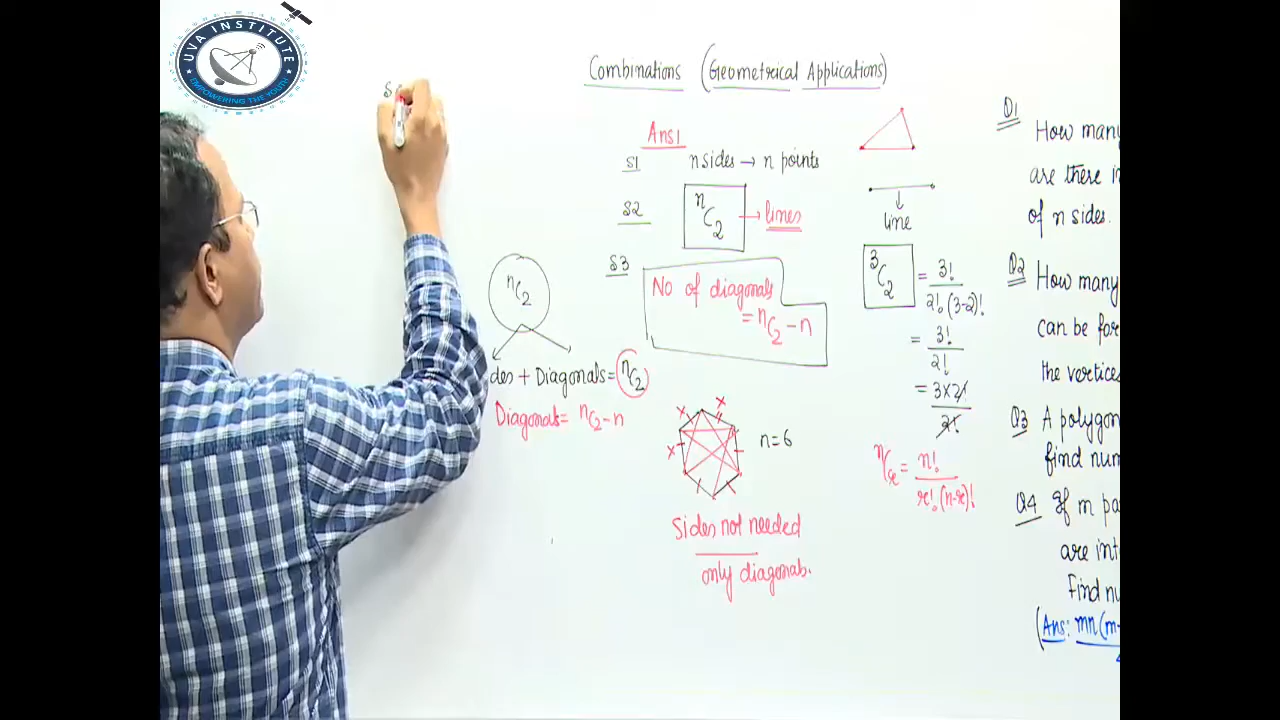 UVA INSTITUTE
EMPOWERING THE YOUTH
S
Combinations (Geometrical Applications)
Ans1
S1 n sides → n points
S2 nC2 → lines
S3 No of diagonals
= nC2 - n
nC2
des + Diagonals = nC2
Diagonals = nC2 - n
n=6
Sides not needed
only diagonals.
line
3C2 = 3!
2!.(3-2)!
= 3!
2!
= 3×2!
2!
nCr = n!
r!.(n-r)!
Q1
How many
are there in
of n sides.
Q2 How many
can be for
the vertices
Q3 A polygon
find num
Q4 If m pa
are int
Find nu
(Ans: mn(m-